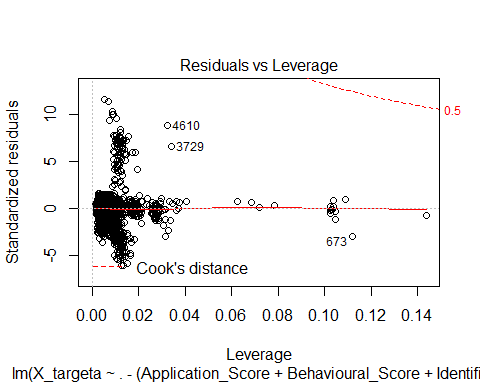 Residuals vs Leverage
Standardized residuals
10
5
0
-5
4610
3729
673
0.5
Cook's distance
0.00 0.02 0.04 0.06 0.08 0.10 0.12 0.14
Leverage
lm(X_targeta ~ . - (Application_Score + Behavioural_Score + Identifi